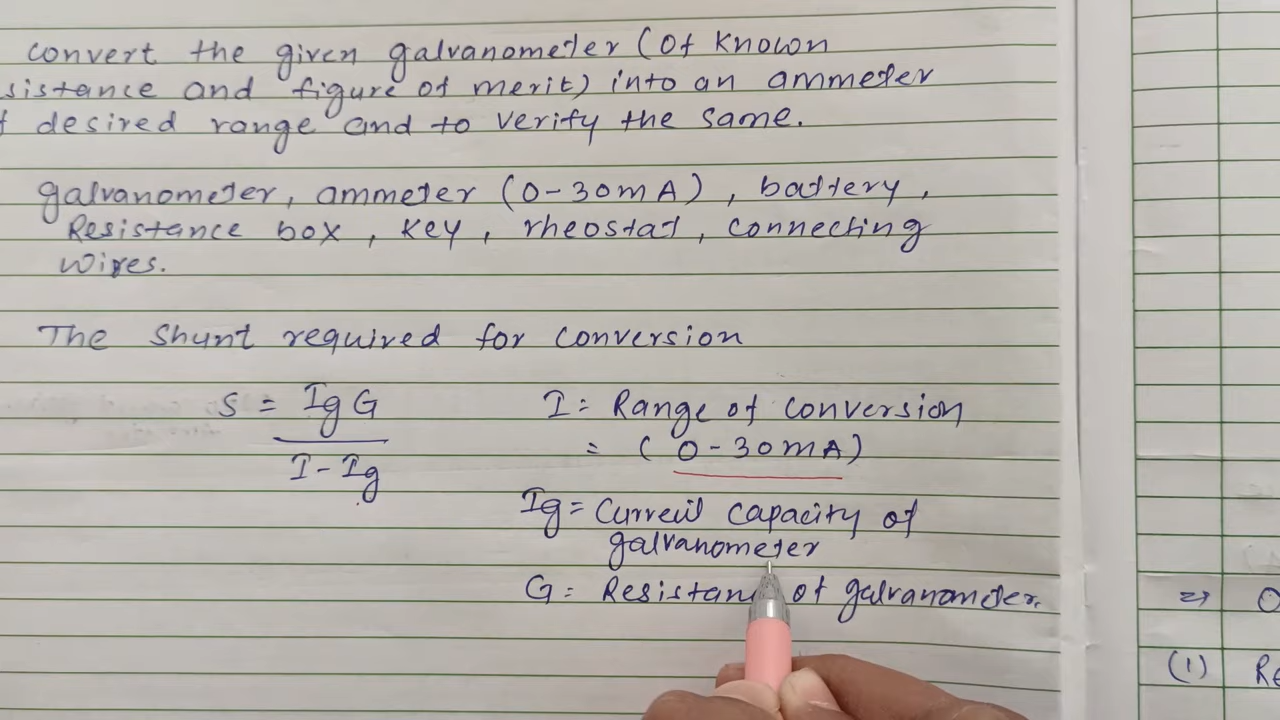 convert the given galvanometer (of known
sistance and figure of merit) into an ammeter
f desired range and to verify the same.
galvanometer, ammeter (0-30mA), battery,
Resistance box, key, rheostat, connecting
wires.
The shunt required for conversion
S = IgG / I - Ig
I = Range of conversion
= (0-30mA)
Ig = Current capacity of
galvanometer
G = Resistan of galvanometer.
⇒ O
(1) Re